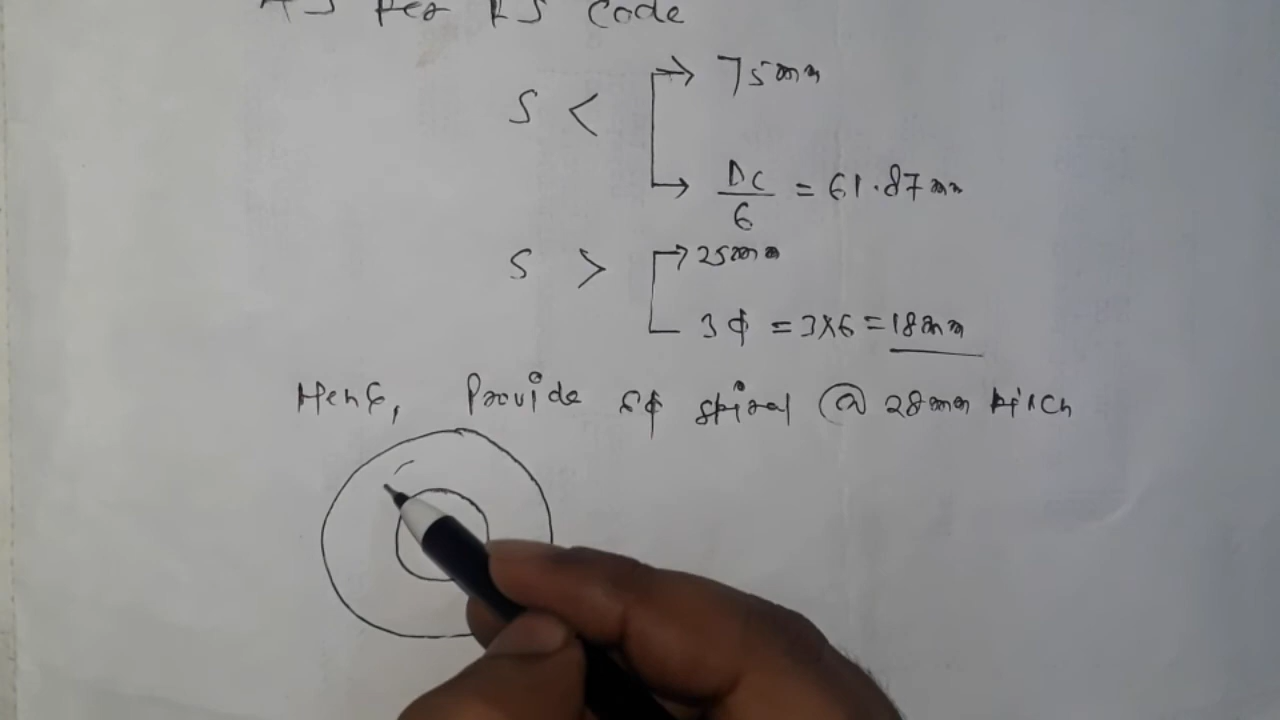 As Per IS Code
S < 75mm
Dc/6 = 61.87mm
S > 25mm
3φ = 3×6 = 18mm
Hence, Provide 6φ spiral @ 28mm Pitch